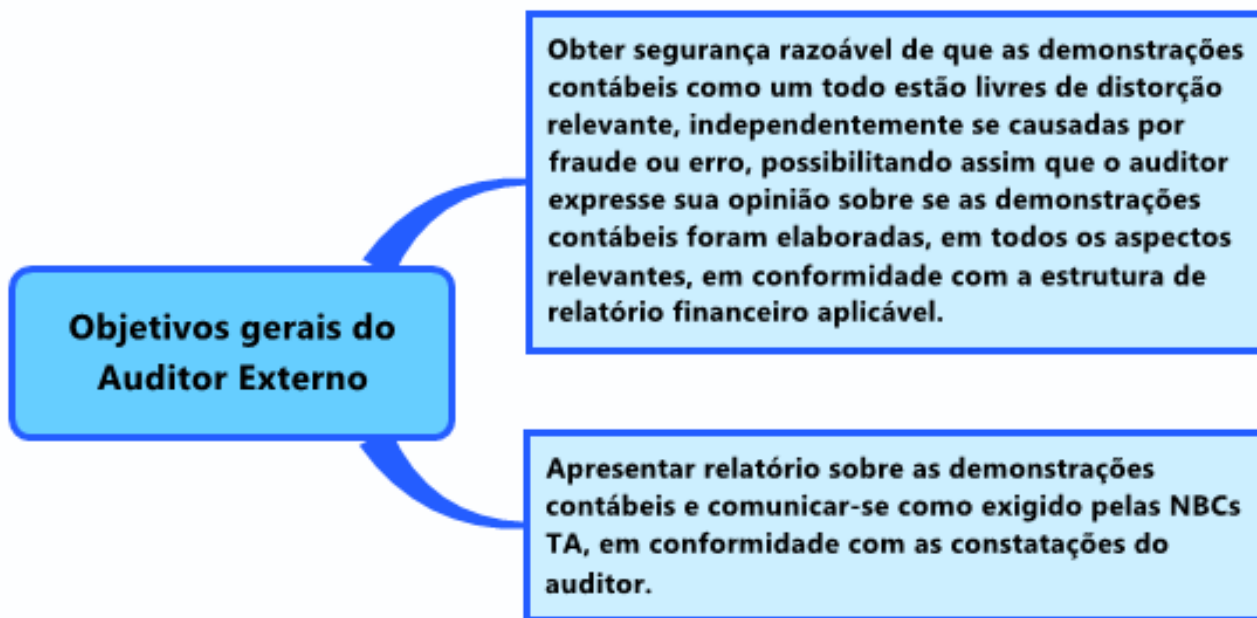 Objetivos gerais do
Auditor Externo
Obter segurança razoável de que as demonstrações
contábeis como um todo estão livres de distorção
relevante, independentemente se causadas por
fraude ou erro, possibilitando assim que o auditor
expresse sua opinião sobre se as demonstrações
contábeis foram elaboradas, em todos os aspectos
relevantes, em conformidade com a estrutura de
relatório financeiro aplicável.
Apresentar relatório sobre as demonstrações
contábeis e comunicar-se como exigido pelas NBCs
TA, em conformidade com as constatações do
auditor.